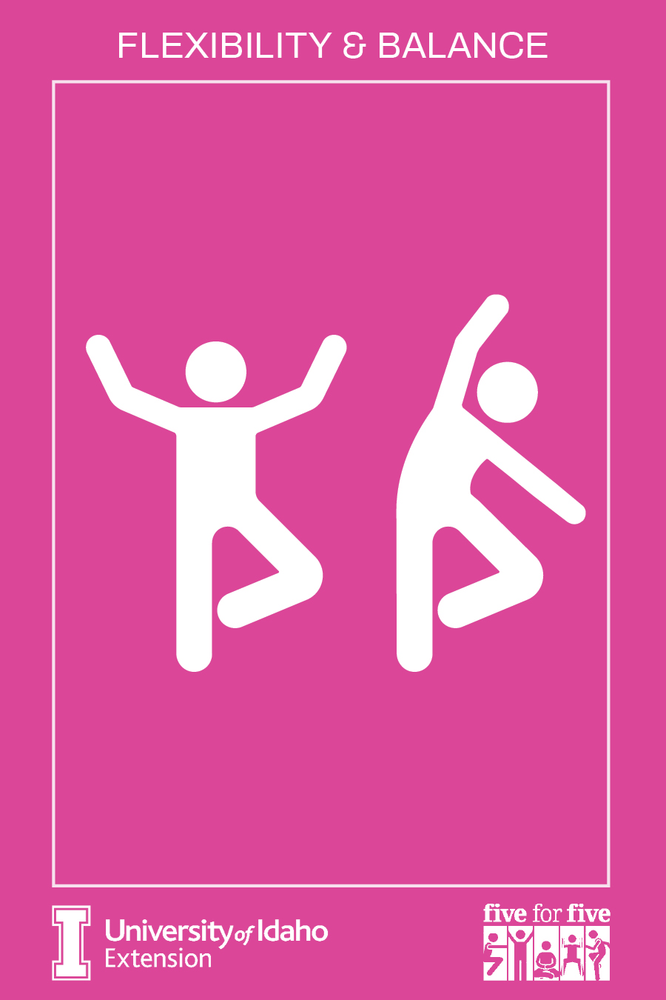 FLEXIBILITY & BALANCE
I
University of Idaho
Extension
five for five